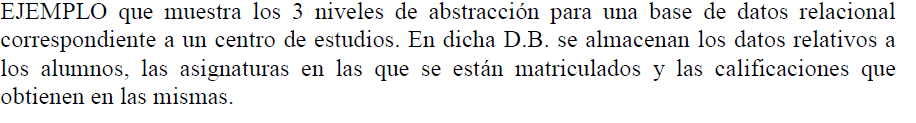 EJEMPLO que muestra los 3 niveles de abstracción para una base de datos relacional
correspondiente a un centro de estudios. En dicha D.B. se almacenan los datos relativos a
los alumnos, las asignaturas en las que se están matriculados y las calificaciones que
obtienen en las mismas.